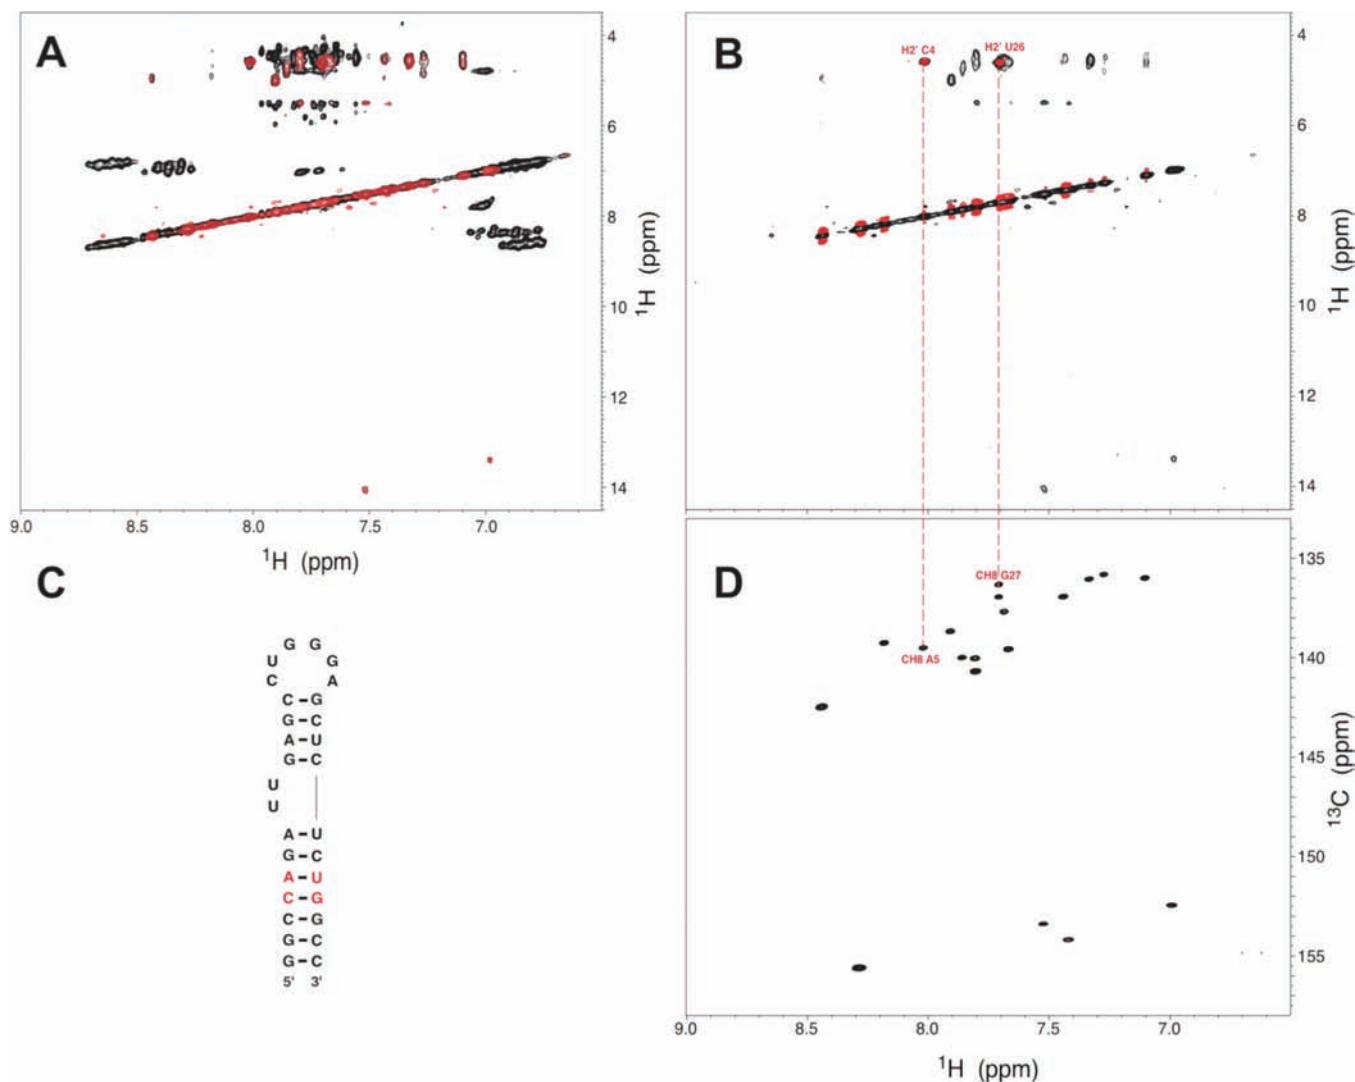 A
4
6
8
10
12
14
¹H (ppm)
9.0 8.5 8.0 7.5 7.0
¹H (ppm)
B
H2' C4 H2' U26
4
6
8
10
12
14
¹H (ppm)
C
G G
U G
C A
C G
G C
A U
G C
U
U
A U
G C
A U
C G
C G
G C
G C
5' 3'
D
CH8 G27
CH8 A5
135
140
145
150
155
¹³C (ppm)
9.0 8.5 8.0 7.5 7.0
¹H (ppm)